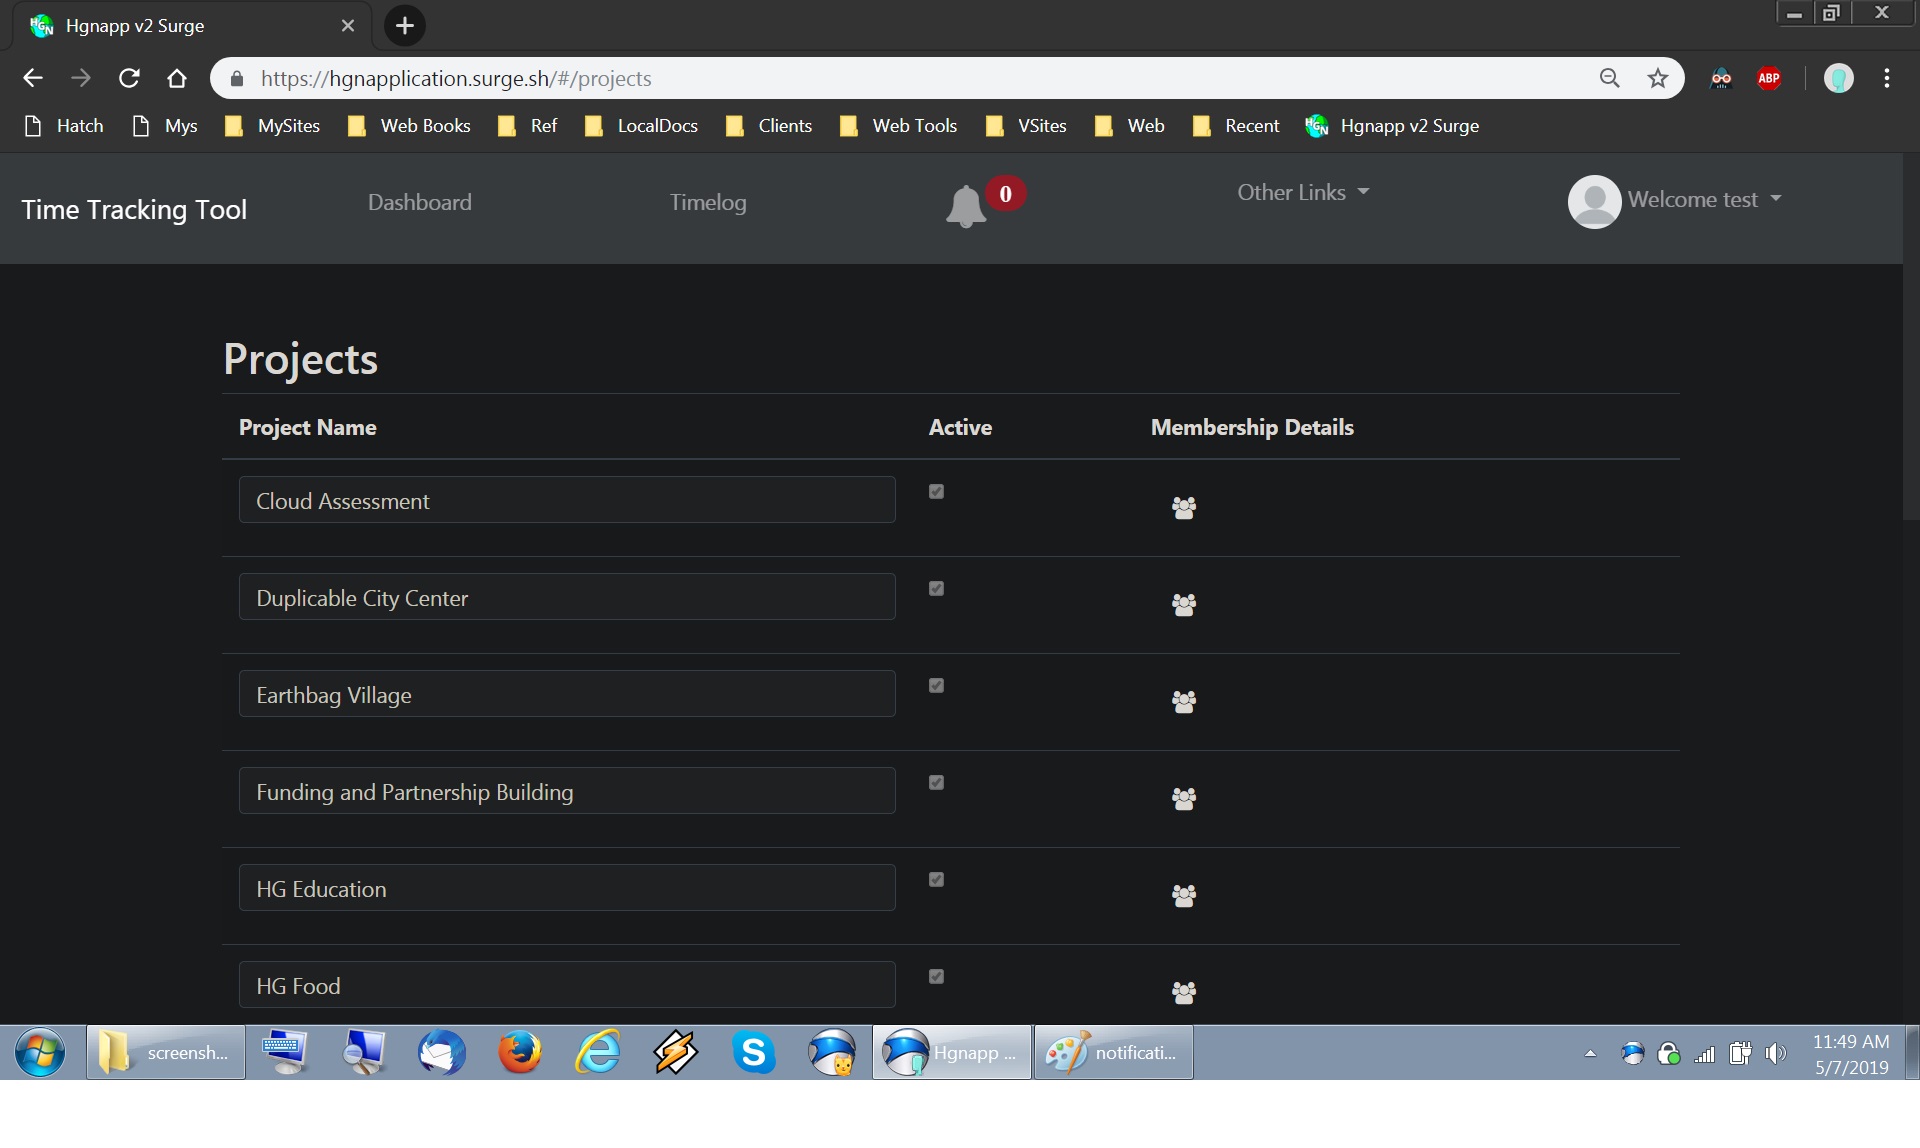 Hgnapp v2 Surge
https://hgnapplication.surge.sh/#/projects
ABP
Hatch Mys MySites Web Books Ref LocalDocs Clients Web Tools VSites Web Recent HGN Hgnapp v2 Surge
Time Tracking Tool Dashboard Timelog 0 Other Links Welcome test
Projects
Project Name Active Membership Details
Cloud Assessment
Duplicable City Center
Earthbag Village
Funding and Partnership Building
HG Education
HG Food
screensh... S Hgnapp ... notificati... 11:49 AM
5/7/2019